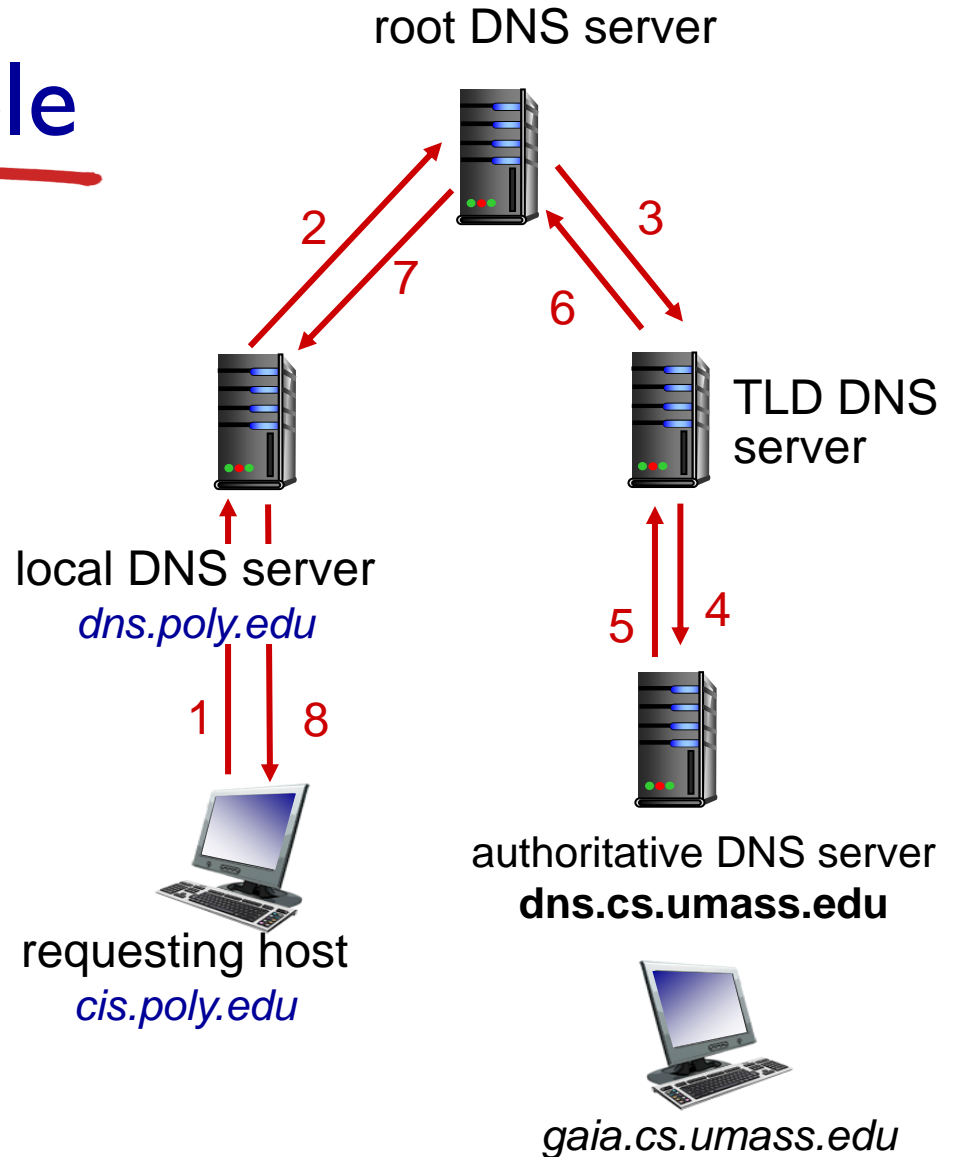 root DNS server
le
2
3
7
6
TLD DNS
server
local DNS server
dns.poly.edu
5
4
1
8
authoritative DNS server
dns.cs.umass.edu
requesting host
cis.poly.edu
gaia.cs.umass.edu